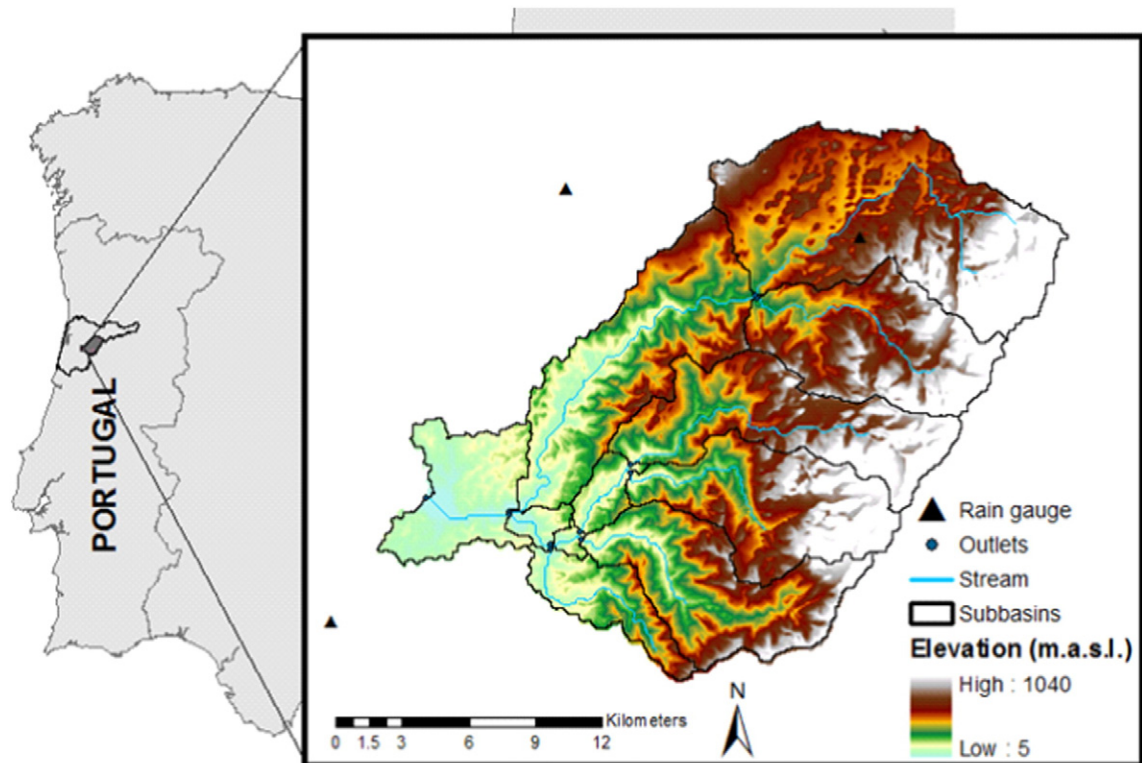 PORTUGAL
Rain gauge
Outlets
Stream
Subbasins
Elevation (m.a.s.l.)
High : 1040
Low : 5
N
Kilometers
0 1.5 3 6 9 12